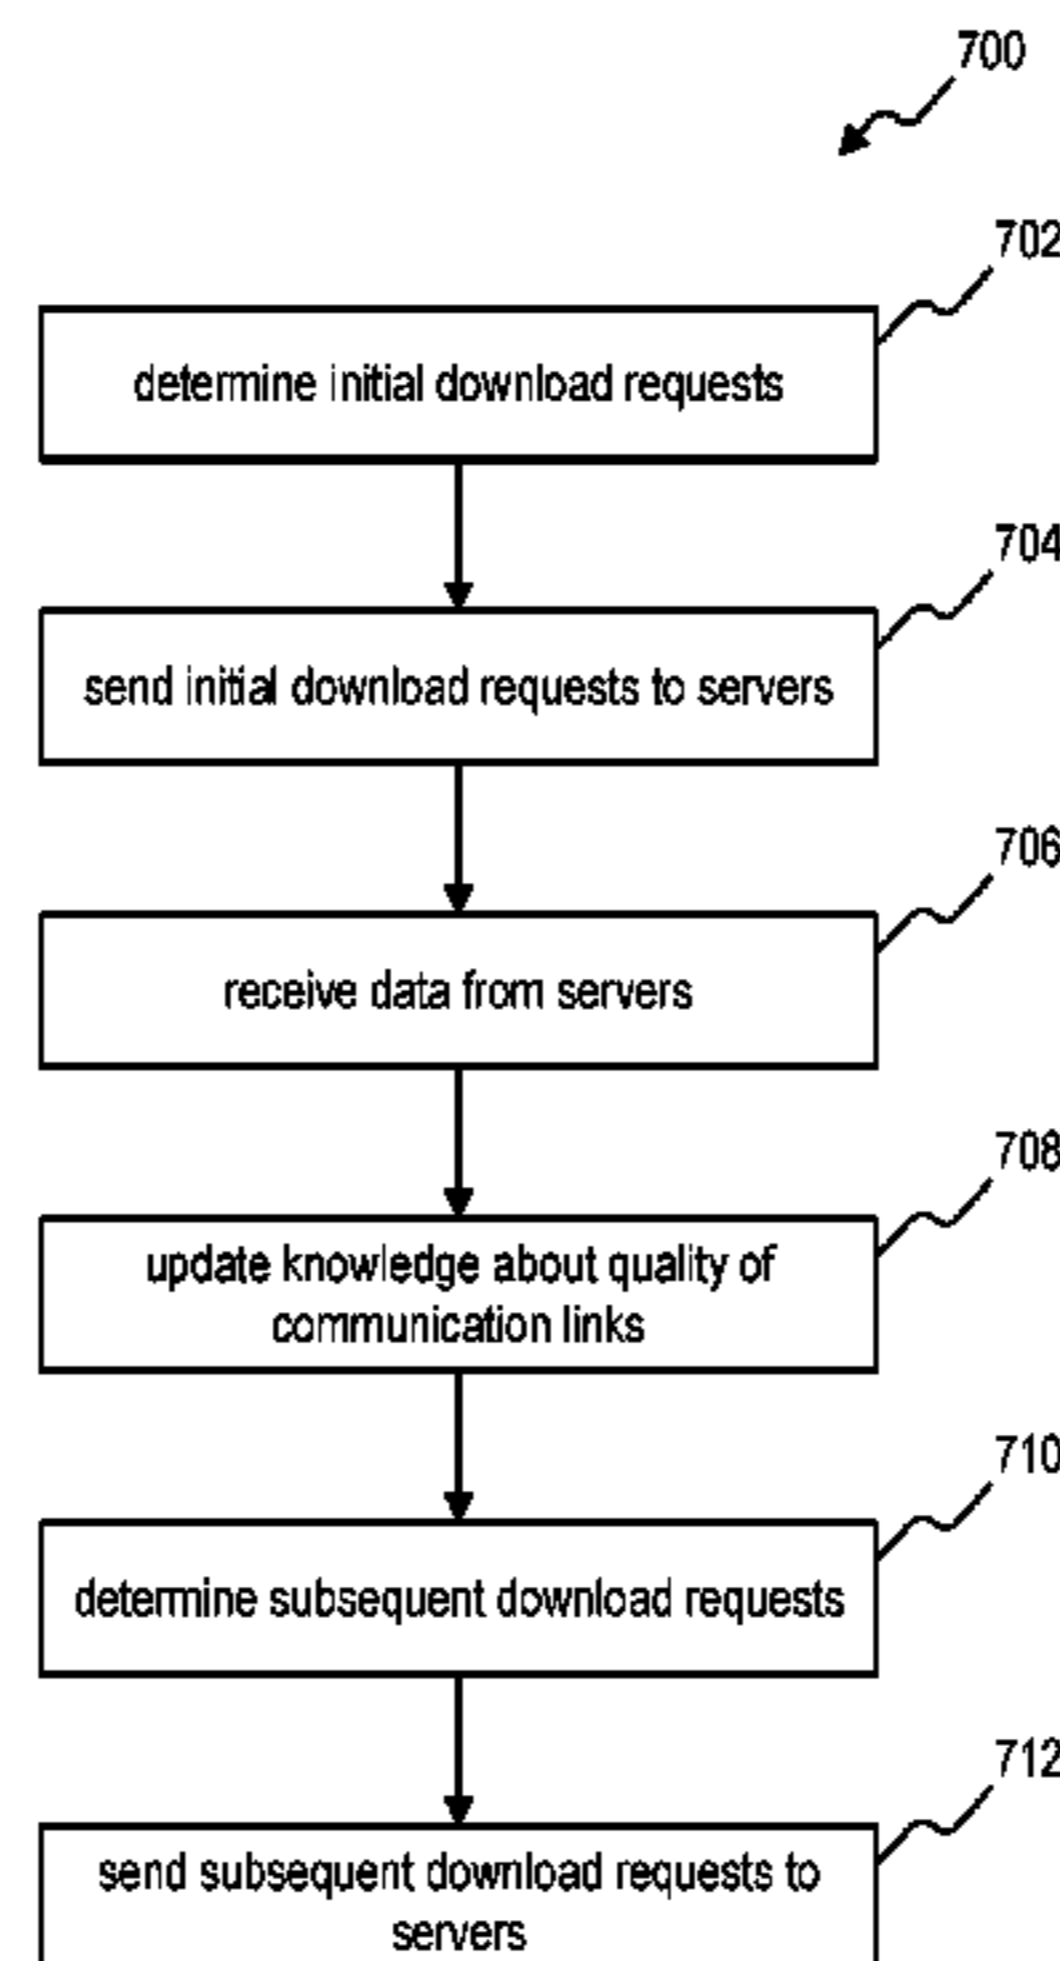 700
702
determine initial download requests
704
send initial download requests to servers
706
receive data from servers
708
update knowledge about quality of
communication links
710
determine subsequent download requests
712
send subsequent download requests to
servers